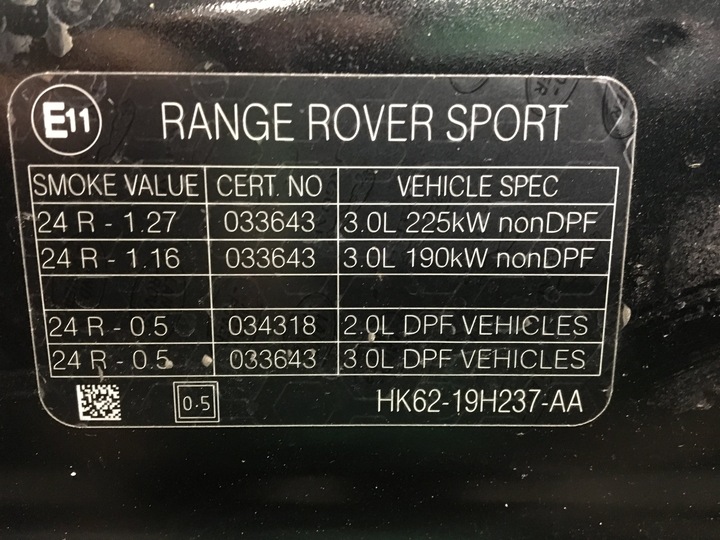 E11 RANGE ROVER SPORT
SMOKE VALUE CERT. NO VEHICLE SPEC
24 R - 1.27 033643 3.0L 225kW nonDPF
24 R - 1.16 033643 3.0L 190kW nonDPF
24 R - 0.5 034318 2.0L DPF VEHICLES
24 R - 0.5 033643 3.0L DPF VEHICLES
0.5 HK62-19H237-AA